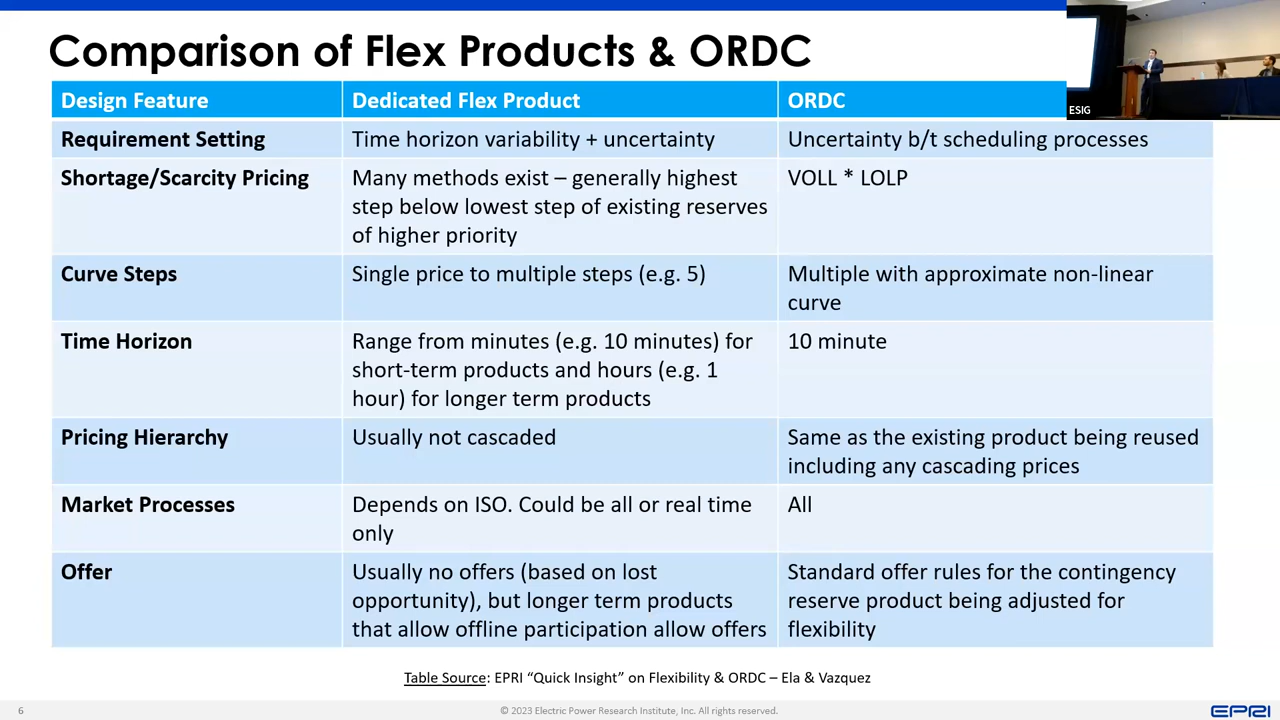 Comparison of Flex Products & ORDC
ESIG
Design Feature
Dedicated Flex Product
ORDC
Requirement Setting
Time horizon variability + uncertainty
Uncertainty b/t scheduling processes
Shortage/Scarcity Pricing
Many methods exist – generally highest
step below lowest step of existing reserves
of higher priority
VOLL * LOLP
Curve Steps
Single price to multiple steps (e.g. 5)
Multiple with approximate non-linear
curve
Time Horizon
Range from minutes (e.g. 10 minutes) for
short-term products and hours (e.g. 1
hour) for longer term products
10 minute
Pricing Hierarchy
Usually not cascaded
Same as the existing product being reused
including any cascading prices
Market Processes
Depends on ISO. Could be all or real time
only
All
Offer
Usually no offers (based on lost
opportunity), but longer term products
that allow offline participation allow offers
Standard offer rules for the contingency
reserve product being adjusted for
flexibility
Table Source: EPRI “Quick Insight” on Flexibility & ORDC – Ela & Vazquez
6
© 2023 Electric Power Research Institute, Inc. All rights reserved.
EPRI